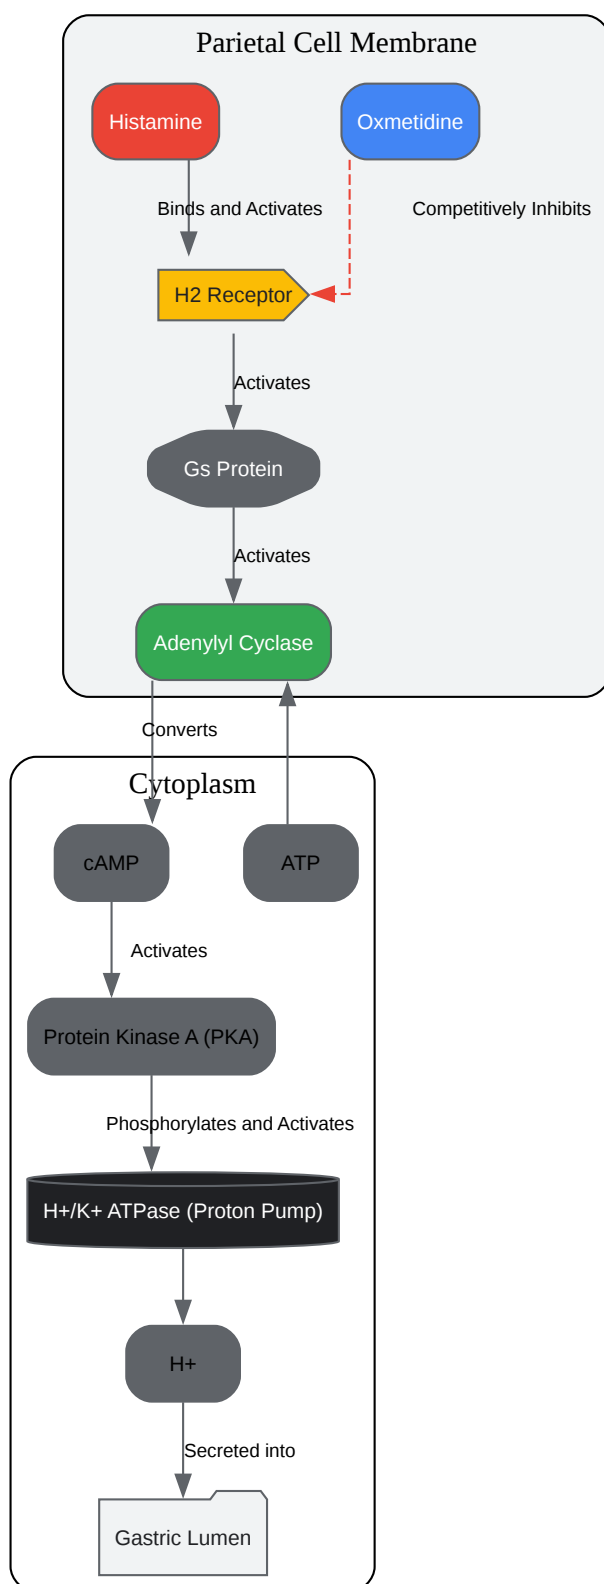 Parietal Cell Membrane
Histamine
Oxmetidine
Binds and Activates
Competitively Inhibits
H2 Receptor
Activates
Gs Protein
Activates
Adenylyl Cyclase
Converts
Cytoplasm
cAMP
ATP
Activates
Protein Kinase A (PKA)
Phosphorylates and Activates
H+/K+ ATPase (Proton Pump)
H+
Secreted into
Gastric Lumen